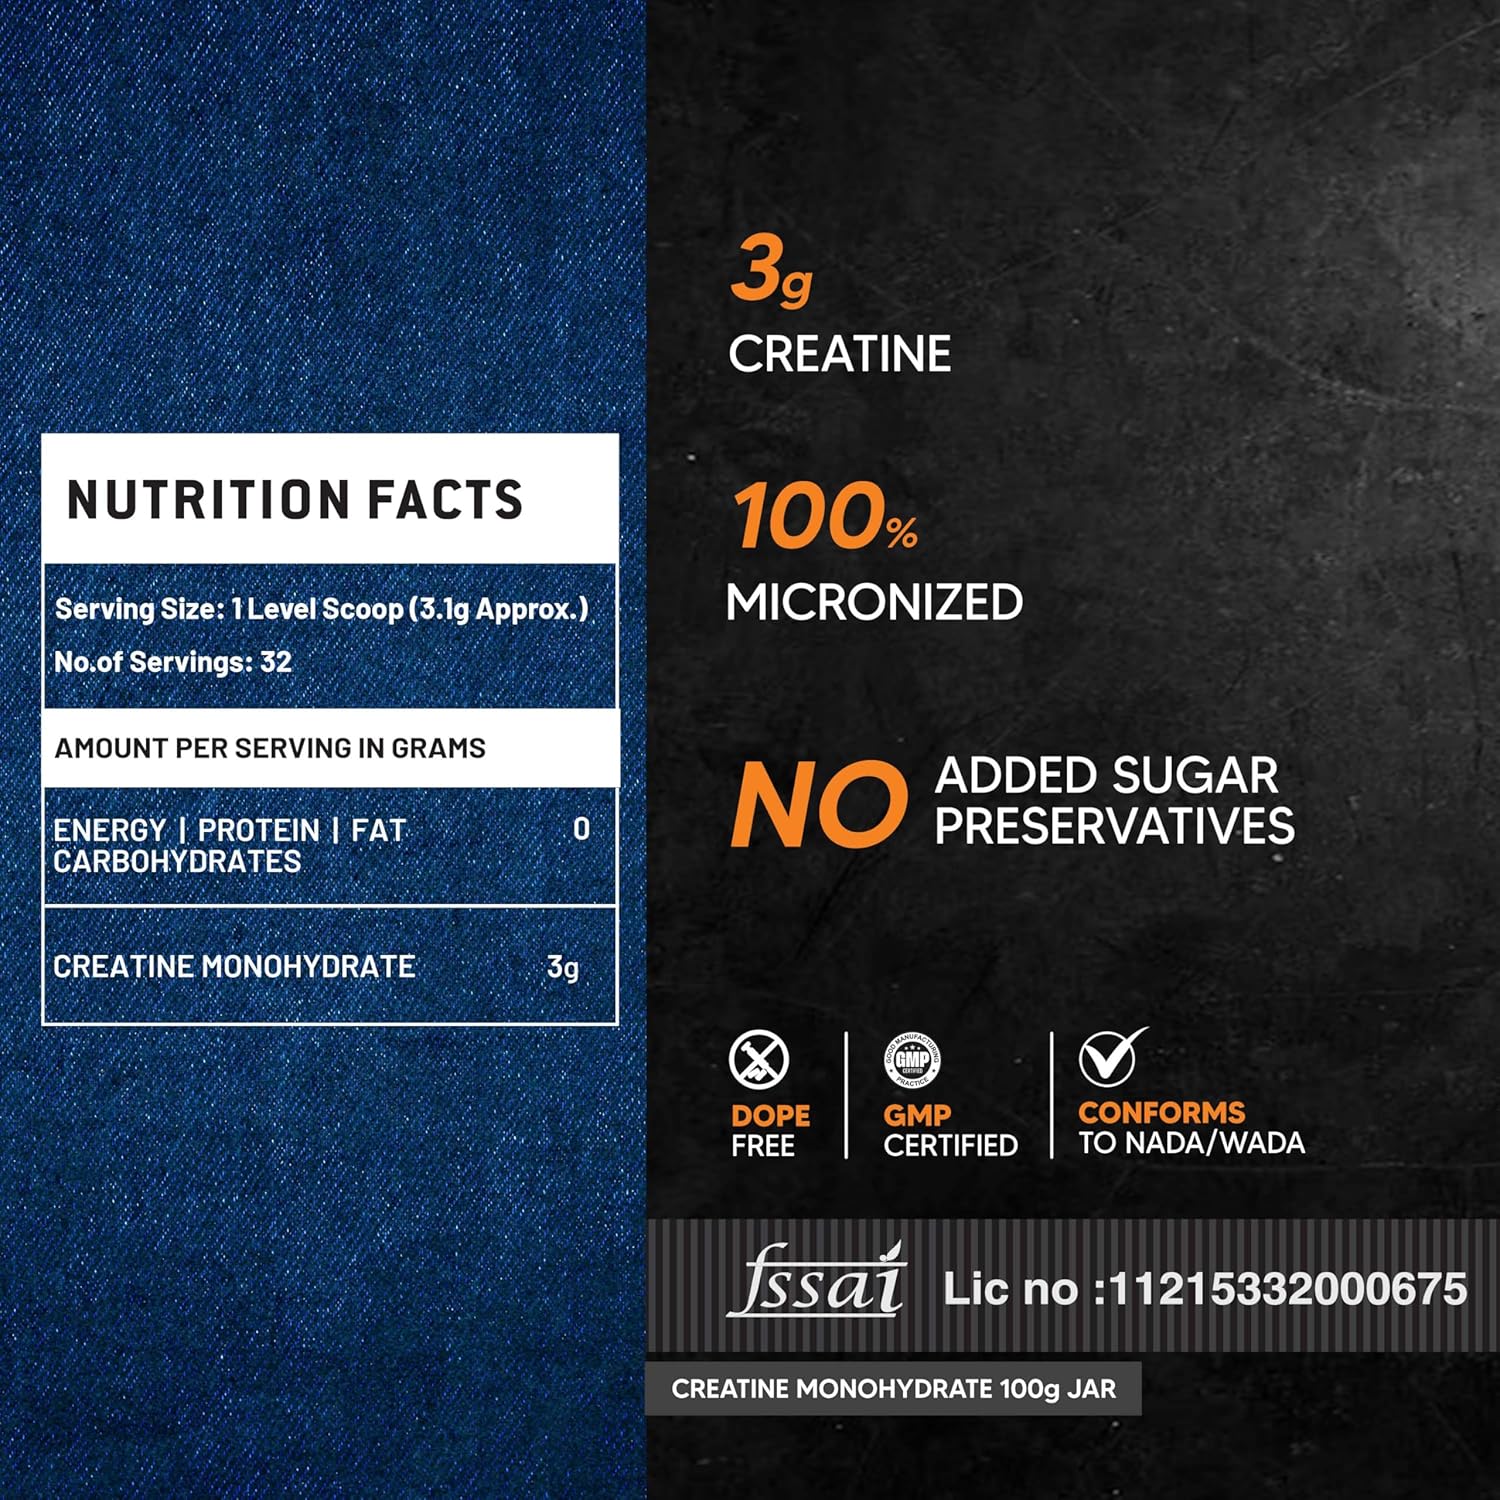 NUTRITION FACTS
Serving Size: 1 Level Scoop (3.1g Approx.)
No.of Servings: 32
AMOUNT PER SERVING IN GRAMS
ENERGY | PROTEIN | FAT 0
CARBOHYDRATES
CREATINE MONOHYDRATE 3g
3g
CREATINE
100%
MICRONIZED
NO ADDED SUGAR
PRESERVATIVES
GOOD MANUFACTURING
GMP
CERTIFIED
PRACTICE
DOPE
FREE
GMP
CERTIFIED
CONFORMS
TO NADA/WADA
fssai Lic no :11215332000675
CREATINE MONOHYDRATE 100g JAR